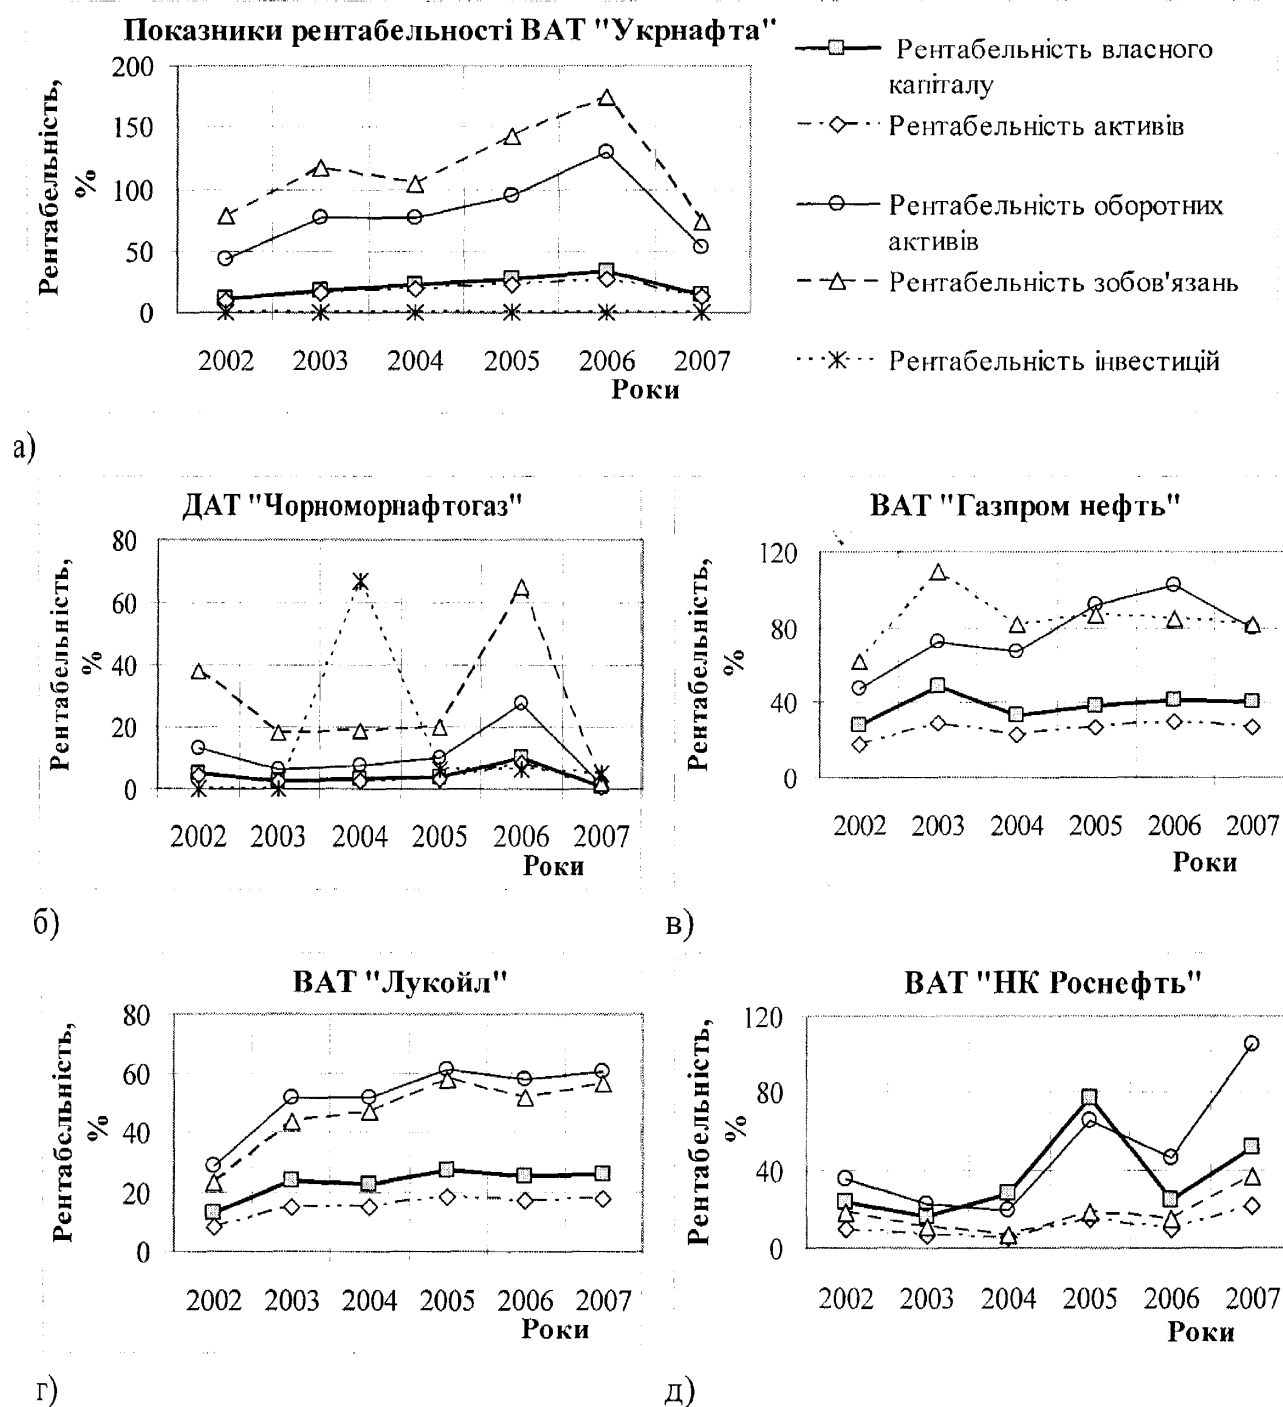 Показники рентабельності ВАТ "Укрнафта"
Рентабельність,
%
200
150
100
50
0
2002 2003 2004 2005 2006 2007
Роки
Рентабельність власного
капіталу
Рентабельність активів
Рентабельність оборотних
активів
Рентабельність зобов'язань
Рентабельність інвестицій
а)
ДАТ "Чорноморнафтогаз"
Рентабельність,
%
80
60
40
20
0
2002 2003 2004 2005 2006 2007
Роки
б)
ВАТ "Газпром нефть"
Рентабельність,
%
120
80
40
0
2002 2003 2004 2005 2006 2007
Роки
в)
ВАТ "Лукойл"
Рентабельність,
%
80
60
40
20
0
2002 2003 2004 2005 2006 2007
Роки
г)
ВАТ "НК Роснефть"
Рентабельність,
%
120
80
40
0
2002 2003 2004 2005 2006 2007
Роки
д)